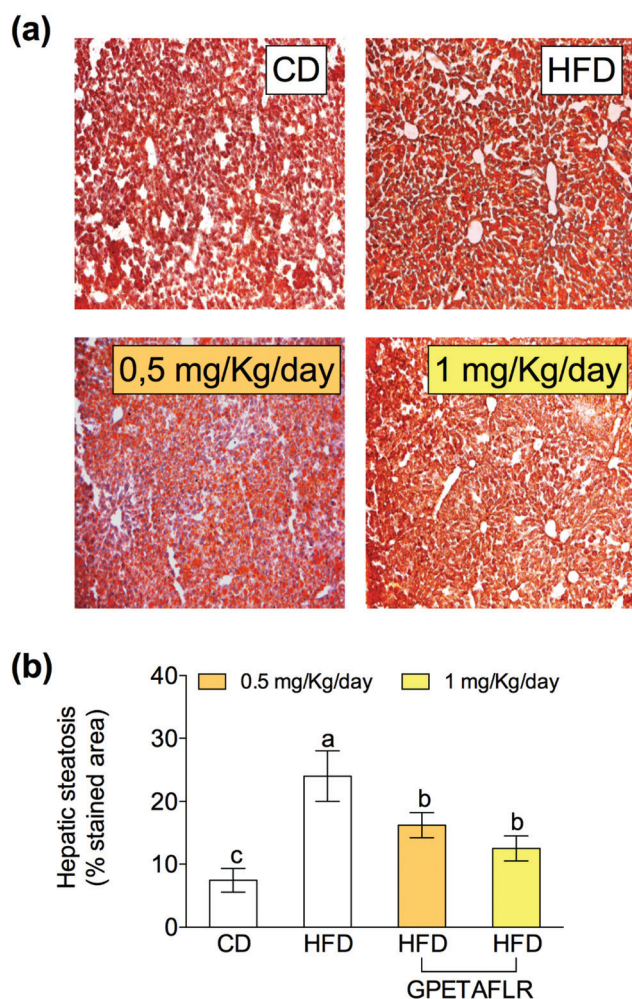 (a)
CD
HFD
0,5 mg/Kg/day
1 mg/Kg/day
(b)
Hepatic steatosis
(% stained area)
40
30
20
10
0
0.5 mg/Kg/day
1 mg/Kg/day
c
a
b
b
CD
HFD
HFD
HFD
GPETAFLR